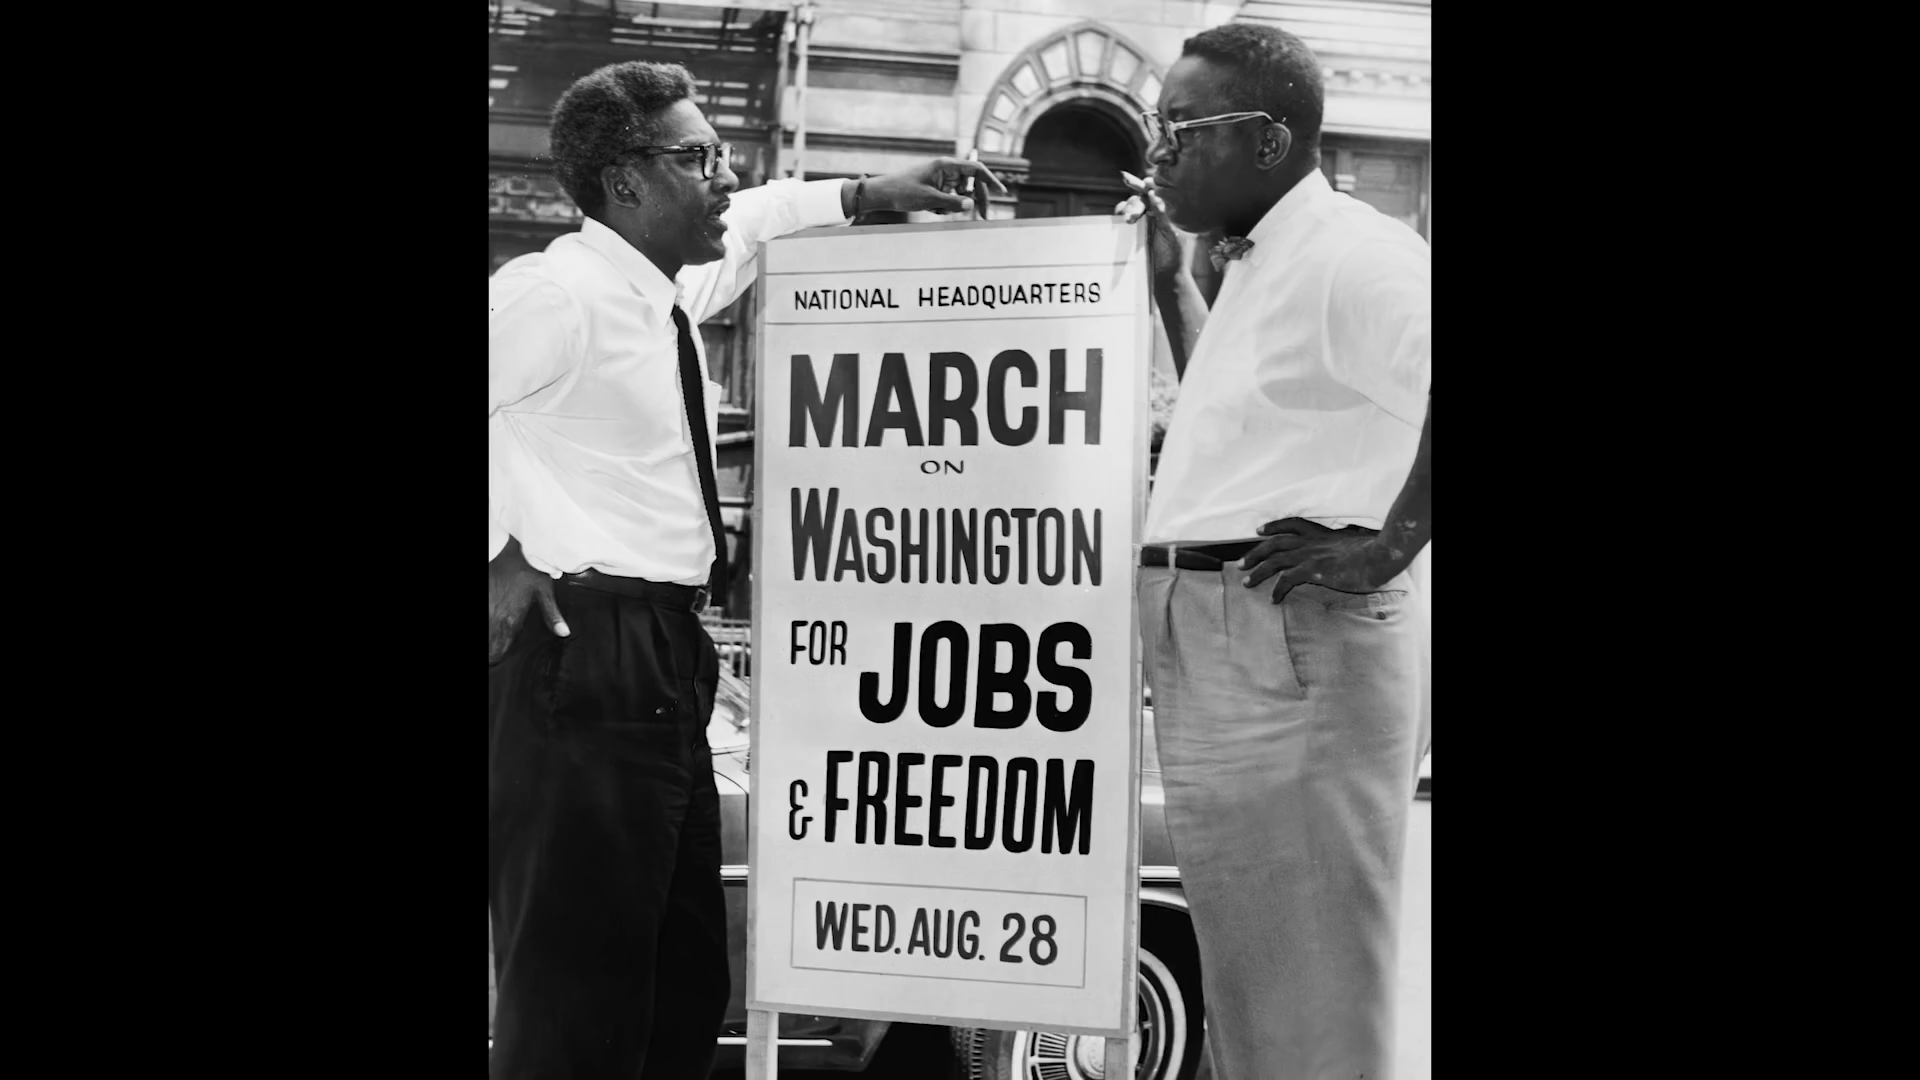 NATIONAL HEADQUARTERS
MARCH
ON
WASHINGTON
FOR JOBS
& FREEDOM
WED. AUG. 28